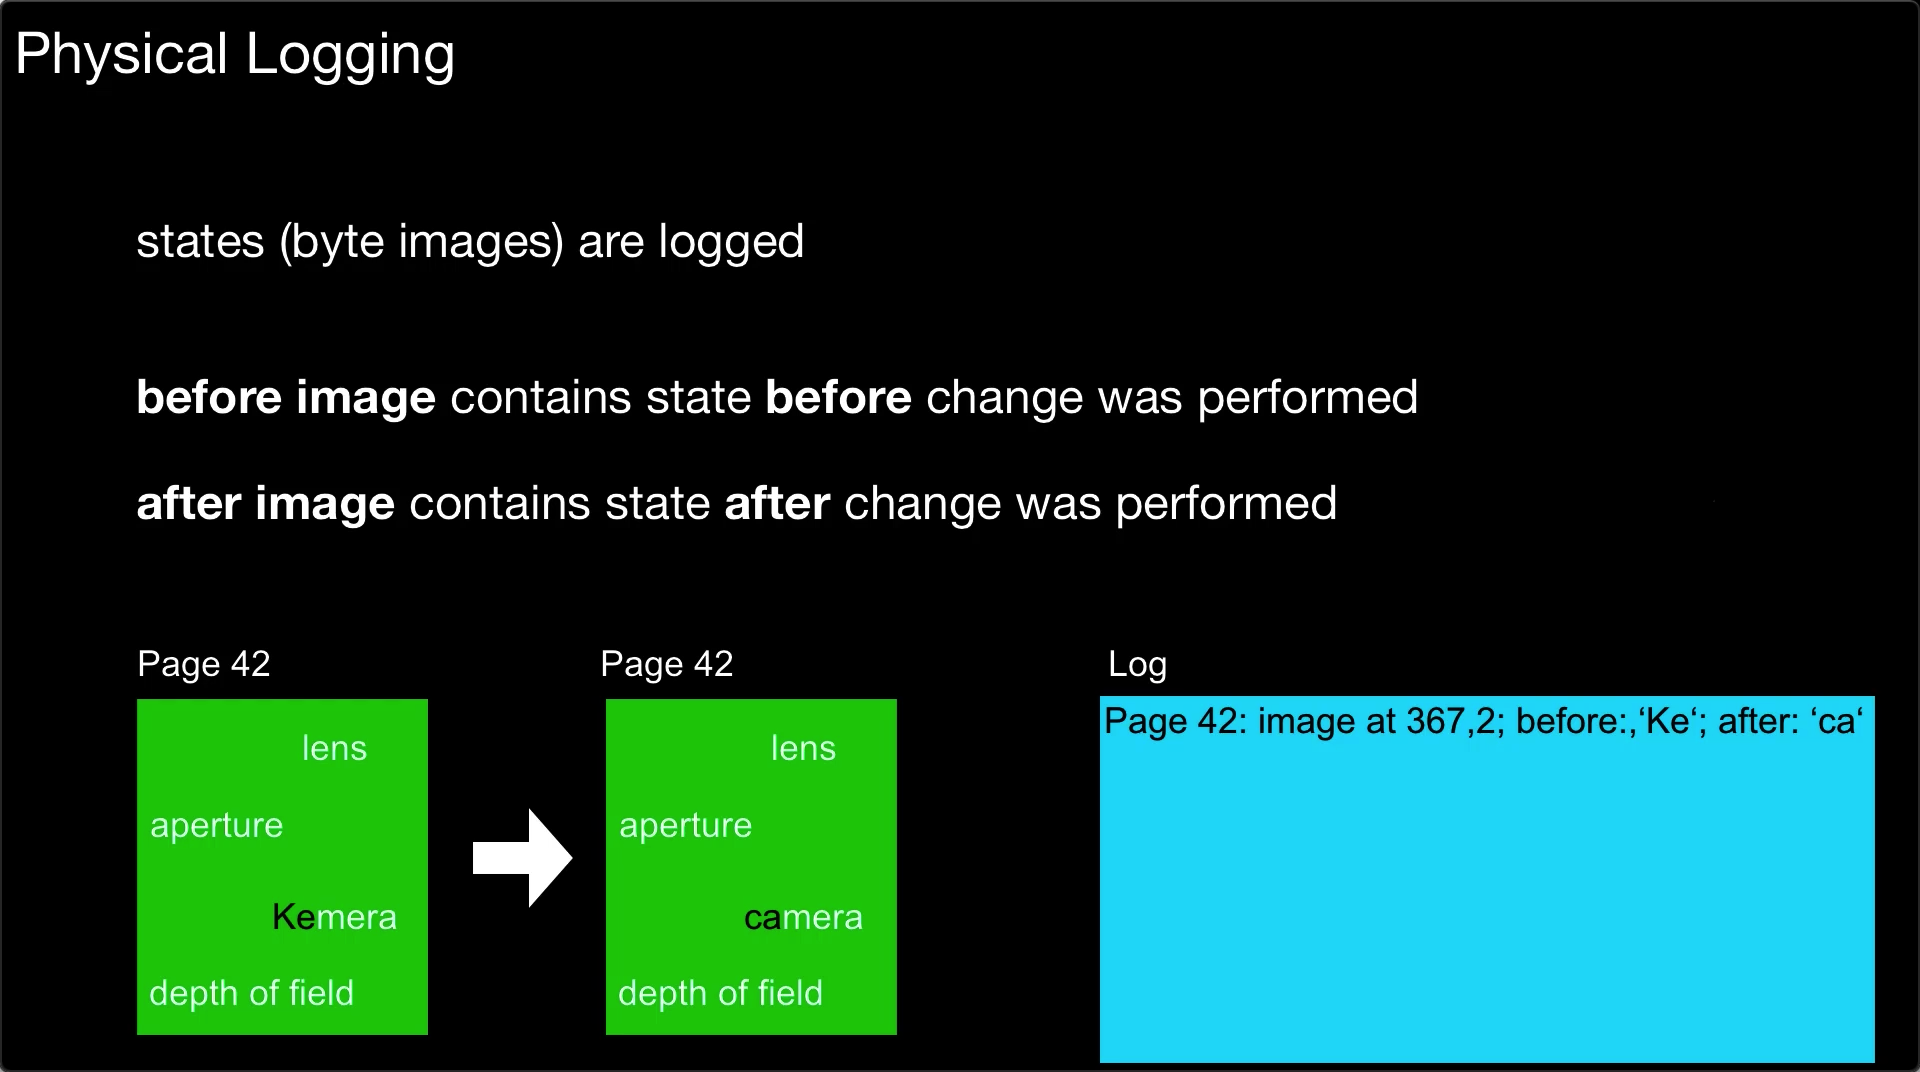 Physical Logging
states (byte images) are logged
before image contains state before change was performed
after image contains state after change was performed
Page 42
lens
aperture
Kemera
depth of field
Page 42
lens
aperture
camera
depth of field
Log
Page 42: image at 367,2; before:,‘Ke‘; after: ‘ca‘